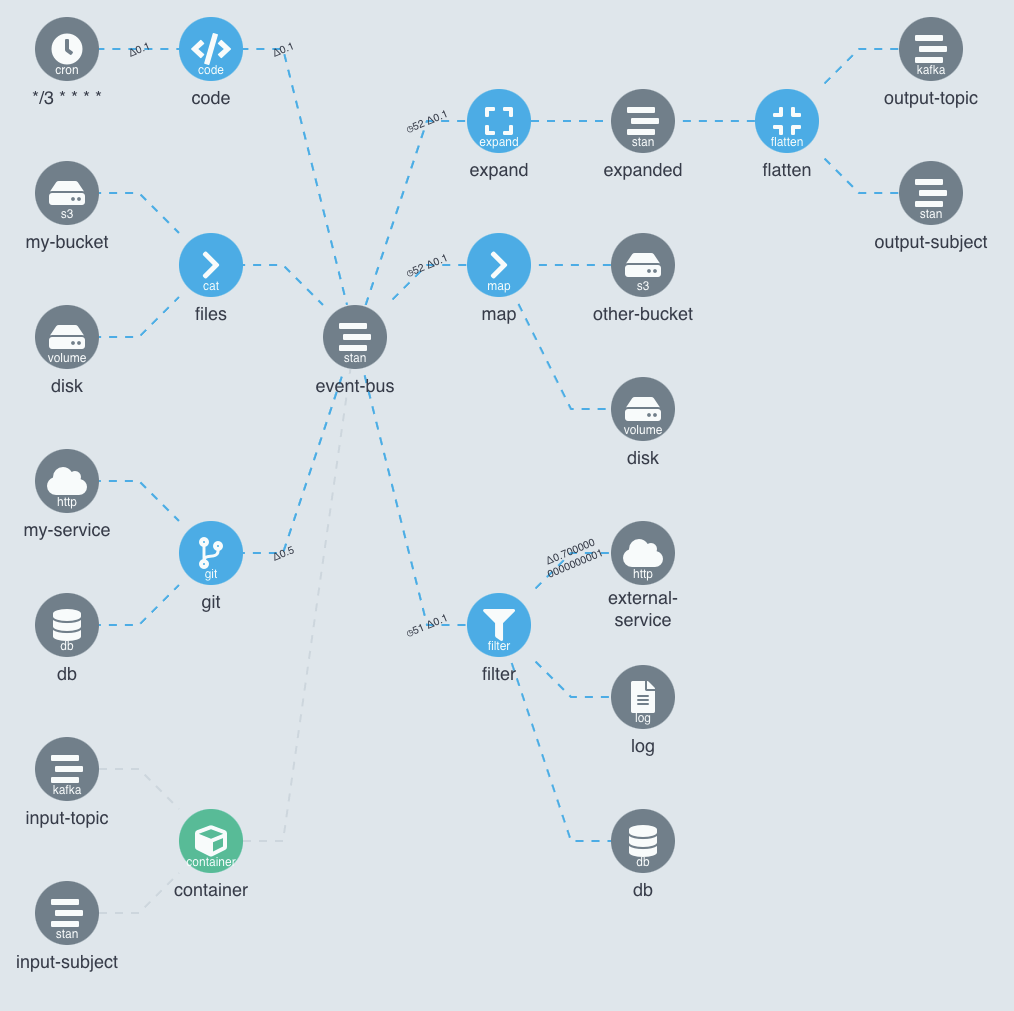 cron
*/3 * * * *
Δ0.1
code
code
Δ0.1
s3
my-bucket
cat
files
volume
disk
stan
event-bus
◷52 Δ0.1
expand
expand
stan
expanded
flatten
flatten
kafka
output-topic
stan
output-subject
◷52 Δ0.1
map
map
s3
other-bucket
volume
disk
http
my-service
git
git
Δ0.5
db
db
◷51 Δ0.1
filter
filter
Δ0.700000
0000000001
http
external-
service
log
log
db
db
kafka
input-topic
container
container
stan
input-subject